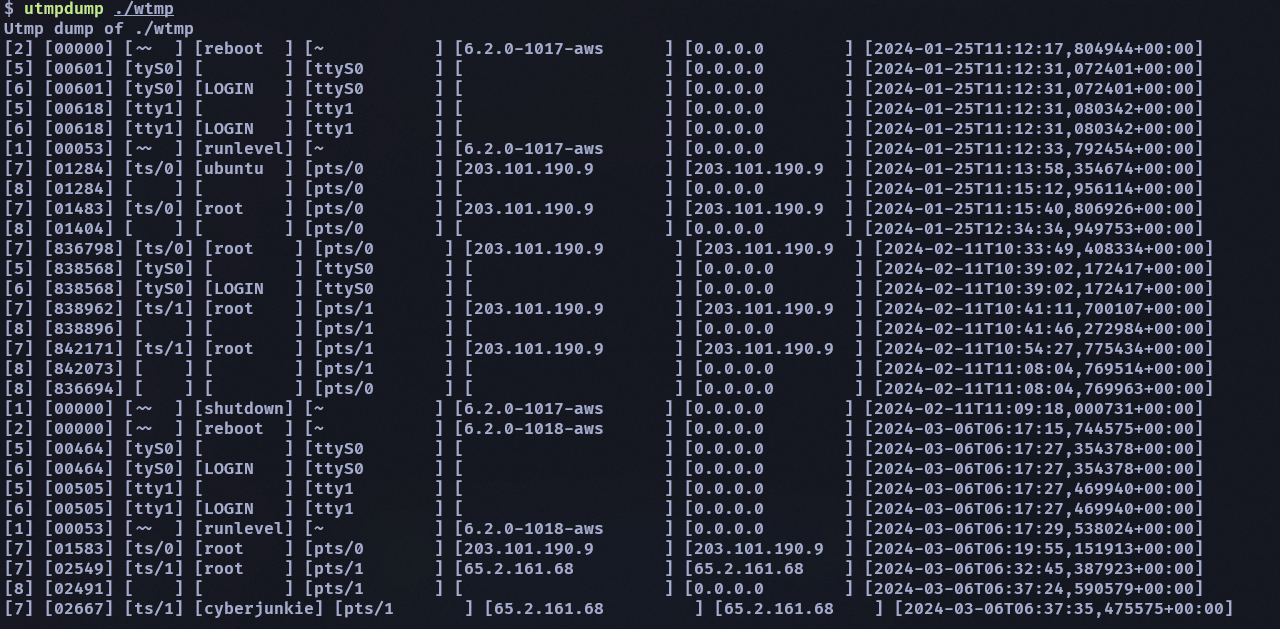 $ utmpdump ./wtmp
Utmp dump of ./wtmp
[2] [00000] [~~  ] [reboot  ] [~           ] [6.2.0-1017-aws      ] [0.0.0.0        ] [2024-01-25T11:12:17,804944+00:00]
[5] [00601] [tyS0] [        ] [ttyS0       ] [                    ] [0.0.0.0        ] [2024-01-25T11:12:31,072401+00:00]
[6] [00601] [tyS0] [LOGIN   ] [ttyS0       ] [                    ] [0.0.0.0        ] [2024-01-25T11:12:31,072401+00:00]
[5] [00618] [tty1] [        ] [tty1        ] [                    ] [0.0.0.0        ] [2024-01-25T11:12:31,080342+00:00]
[6] [00618] [tty1] [LOGIN   ] [tty1        ] [                    ] [0.0.0.0        ] [2024-01-25T11:12:31,080342+00:00]
[1] [00053] [~~  ] [runlevel] [~           ] [6.2.0-1017-aws      ] [0.0.0.0        ] [2024-01-25T11:12:33,792454+00:00]
[7] [01284] [ts/0] [ubuntu  ] [pts/0       ] [203.101.190.9       ] [203.101.190.9  ] [2024-01-25T11:13:58,354674+00:00]
[8] [01284] [    ] [        ] [pts/0       ] [                    ] [0.0.0.0        ] [2024-01-25T11:15:12,956114+00:00]
[7] [01483] [ts/0] [root    ] [pts/0       ] [203.101.190.9       ] [203.101.190.9  ] [2024-01-25T11:15:40,806926+00:00]
[8] [01404] [    ] [        ] [pts/0       ] [                    ] [0.0.0.0        ] [2024-01-25T12:34:34,949753+00:00]
[7] [836798] [ts/0] [root    ] [pts/0       ] [203.101.190.9       ] [203.101.190.9  ] [2024-02-11T10:33:49,408334+00:00]
[5] [838568] [tyS0] [        ] [ttyS0       ] [                    ] [0.0.0.0        ] [2024-02-11T10:39:02,172417+00:00]
[6] [838568] [tyS0] [LOGIN   ] [ttyS0       ] [                    ] [0.0.0.0        ] [2024-02-11T10:39:02,172417+00:00]
[7] [838962] [ts/1] [root    ] [pts/1       ] [203.101.190.9       ] [203.101.190.9  ] [2024-02-11T10:41:11,700107+00:00]
[8] [838896] [    ] [        ] [pts/1       ] [                    ] [0.0.0.0        ] [2024-02-11T10:41:46,272984+00:00]
[7] [842171] [ts/1] [root    ] [pts/1       ] [203.101.190.9       ] [203.101.190.9  ] [2024-02-11T10:54:27,775434+00:00]
[8] [842073] [    ] [        ] [pts/1       ] [                    ] [0.0.0.0        ] [2024-02-11T11:08:04,769514+00:00]
[8] [836694] [    ] [        ] [pts/0       ] [                    ] [0.0.0.0        ] [2024-02-11T11:08:04,769963+00:00]
[1] [00000] [~~  ] [shutdown] [~           ] [6.2.0-1017-aws      ] [0.0.0.0        ] [2024-02-11T11:09:18,000731+00:00]
[2] [00000] [~~  ] [reboot  ] [~           ] [6.2.0-1018-aws      ] [0.0.0.0        ] [2024-03-06T06:17:15,744575+00:00]
[5] [00464] [tyS0] [        ] [ttyS0       ] [                    ] [0.0.0.0        ] [2024-03-06T06:17:27,354378+00:00]
[6] [00464] [tyS0] [LOGIN   ] [ttyS0       ] [                    ] [0.0.0.0        ] [2024-03-06T06:17:27,354378+00:00]
[5] [00505] [tty1] [        ] [tty1        ] [                    ] [0.0.0.0        ] [2024-03-06T06:17:27,469940+00:00]
[6] [00505] [tty1] [LOGIN   ] [tty1        ] [                    ] [0.0.0.0        ] [2024-03-06T06:17:27,469940+00:00]
[1] [00053] [~~  ] [runlevel] [~           ] [6.2.0-1018-aws      ] [0.0.0.0        ] [2024-03-06T06:17:29,538024+00:00]
[7] [01583] [ts/0] [root    ] [pts/0       ] [203.101.190.9       ] [203.101.190.9  ] [2024-03-06T06:19:55,151913+00:00]
[7] [02549] [ts/1] [root    ] [pts/1       ] [65.2.161.68         ] [65.2.161.68    ] [2024-03-06T06:32:45,387923+00:00]
[8] [02491] [    ] [        ] [pts/1       ] [                    ] [0.0.0.0        ] [2024-03-06T06:37:24,590579+00:00]
[7] [02667] [ts/1] [cyberjunkie] [pts/1       ] [65.2.161.68         ] [65.2.161.68    ] [2024-03-06T06:37:35,475575+00:00]